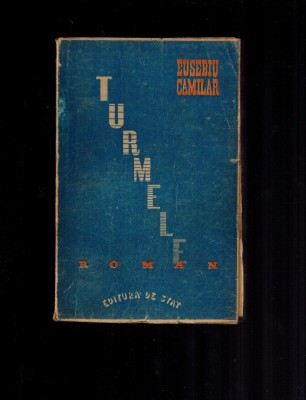 EUSEBIU
CAMILAR
TURMELE
ROMAN
EDITURA DE STAT